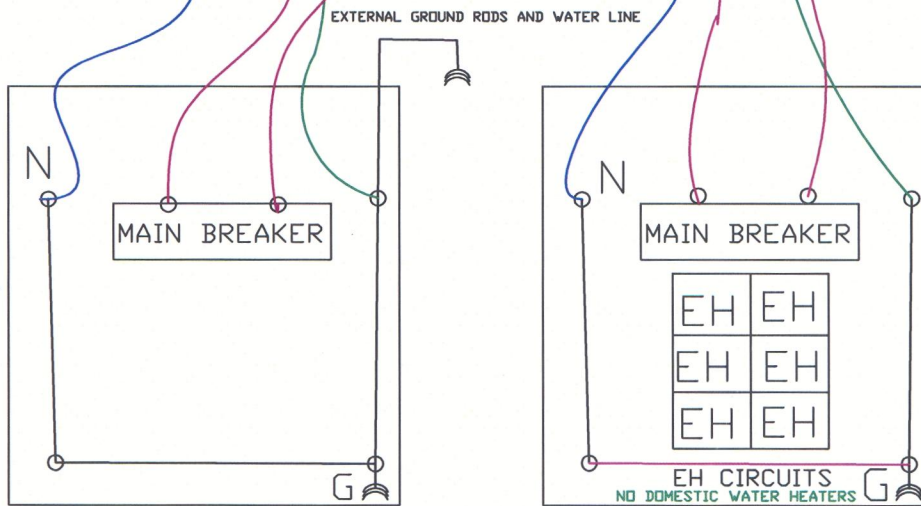 EXTERNAL GROUND RODS AND WATER LINE
N
MAIN BREAKER
G
N
MAIN BREAKER
EH EH
EH EH
EH EH
EH CIRCUITS
NO DOMESTIC WATER HEATERS
G